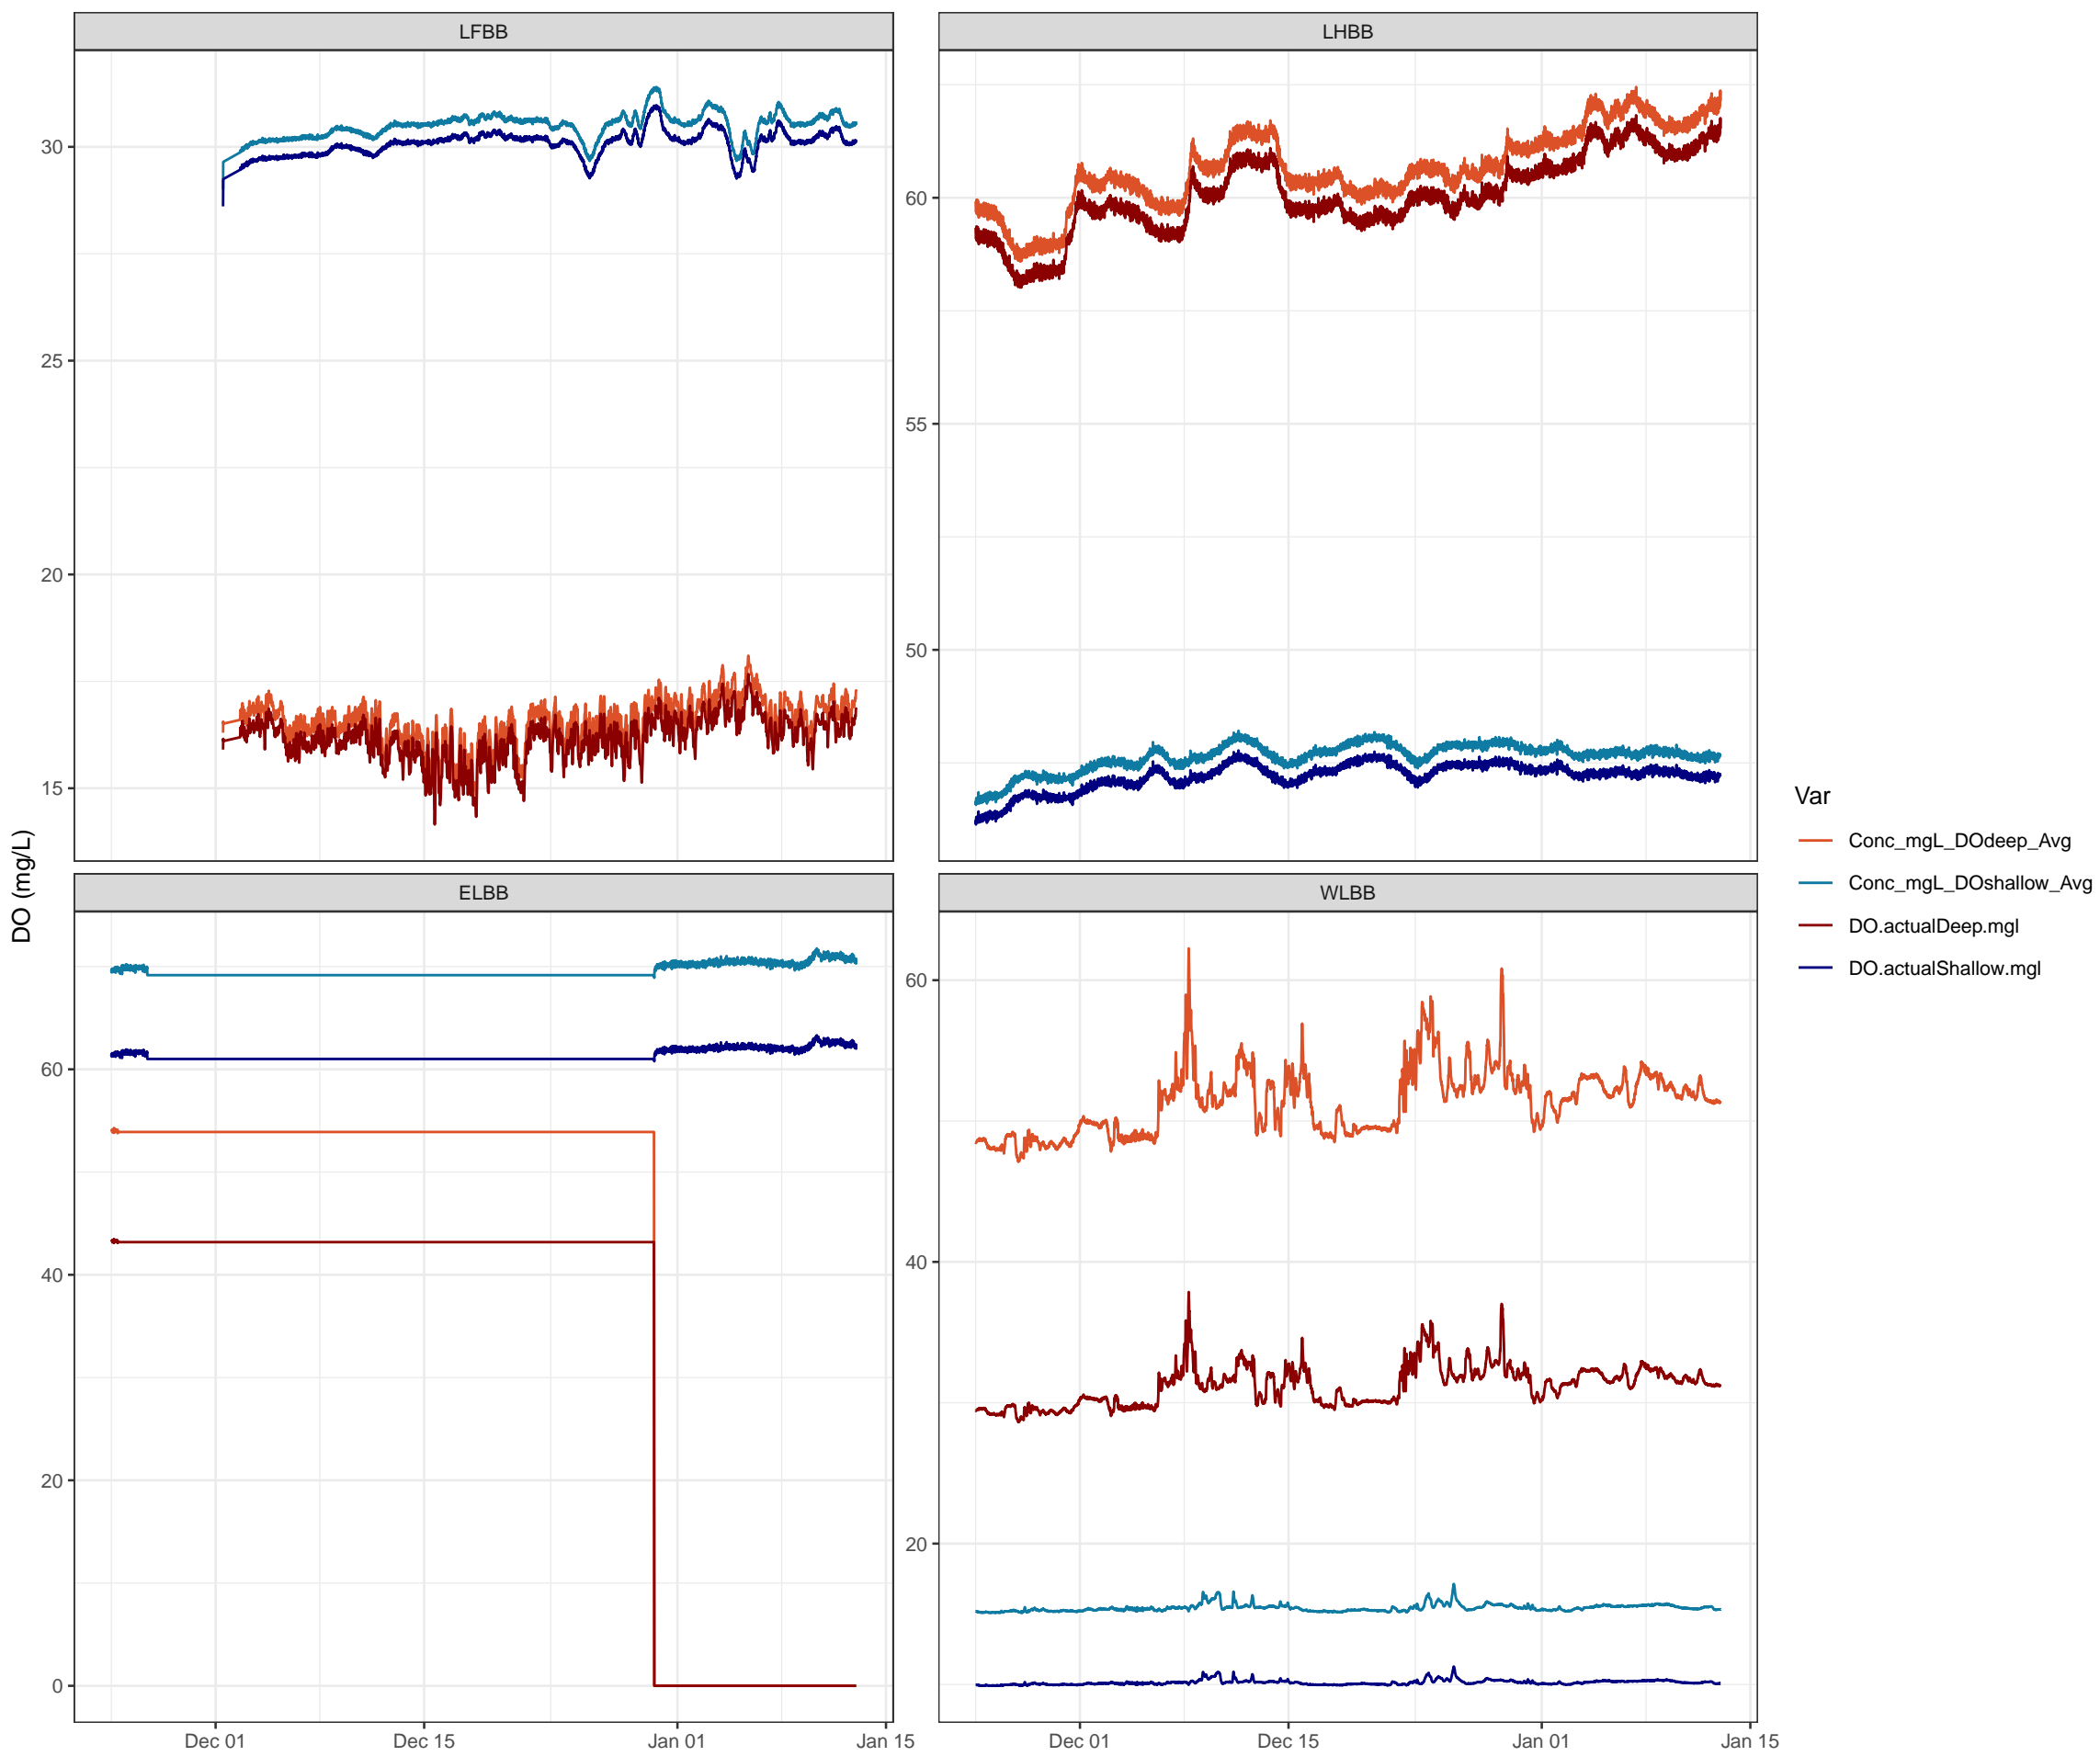 LFBB
LHBB
30
25
20
15
60
55
50
DO (mg/L)
ELBB
WLBB
60
40
20
0
60
40
20
Dec 01
Dec 15
Jan 01
Jan 15
Dec 01
Dec 15
Jan 01
Jan 15
Var
Conc_mgL_DOdeep_Avg
Conc_mgL_DOshallow_Avg
DO.actualDeep.mgl
DO.actualShallow.mgl